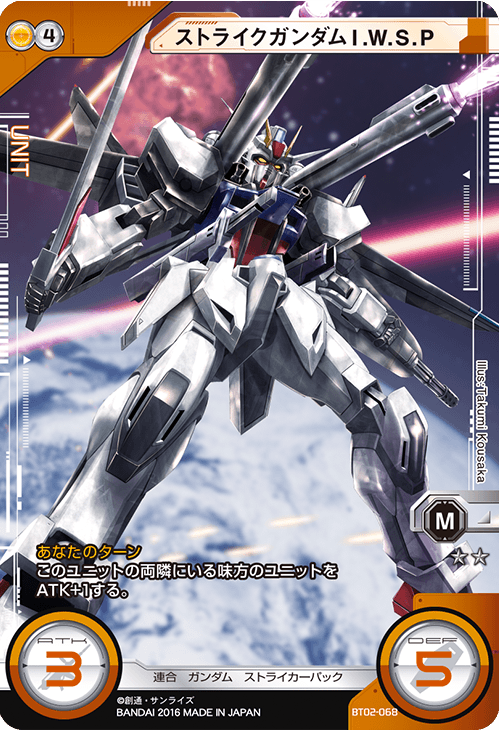 4
ストライクガンダムI.W.S.P
UNIT
Illus:Takumi Kousaka
M
あなたのターン
このユニットの両隣にいる味方のユニットを
ATK+1する。
ATK
3
DEF
5
連合 ガンダム ストライカーパック
©創通・サンライズ
BANDAI 2016 MADE IN JAPAN
BT02-068